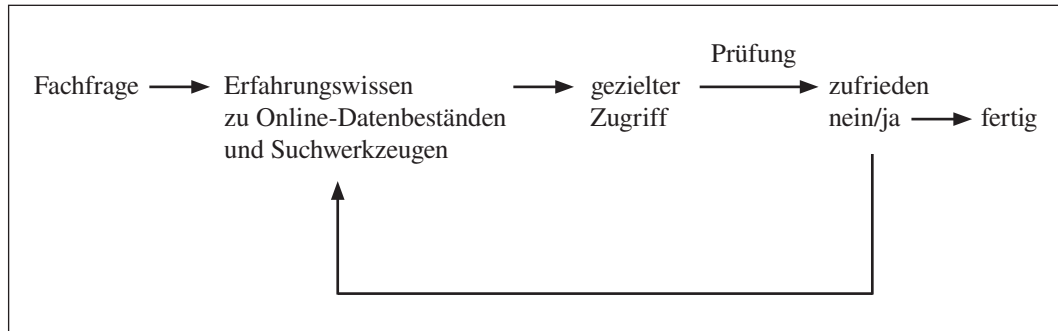 Fachfrage
Erfahrungswissen
zu Online-Datenbeständen
und Suchwerkzeugen
gezielter
Zugriff
Prüfung
zufrieden
nein/ja
fertig